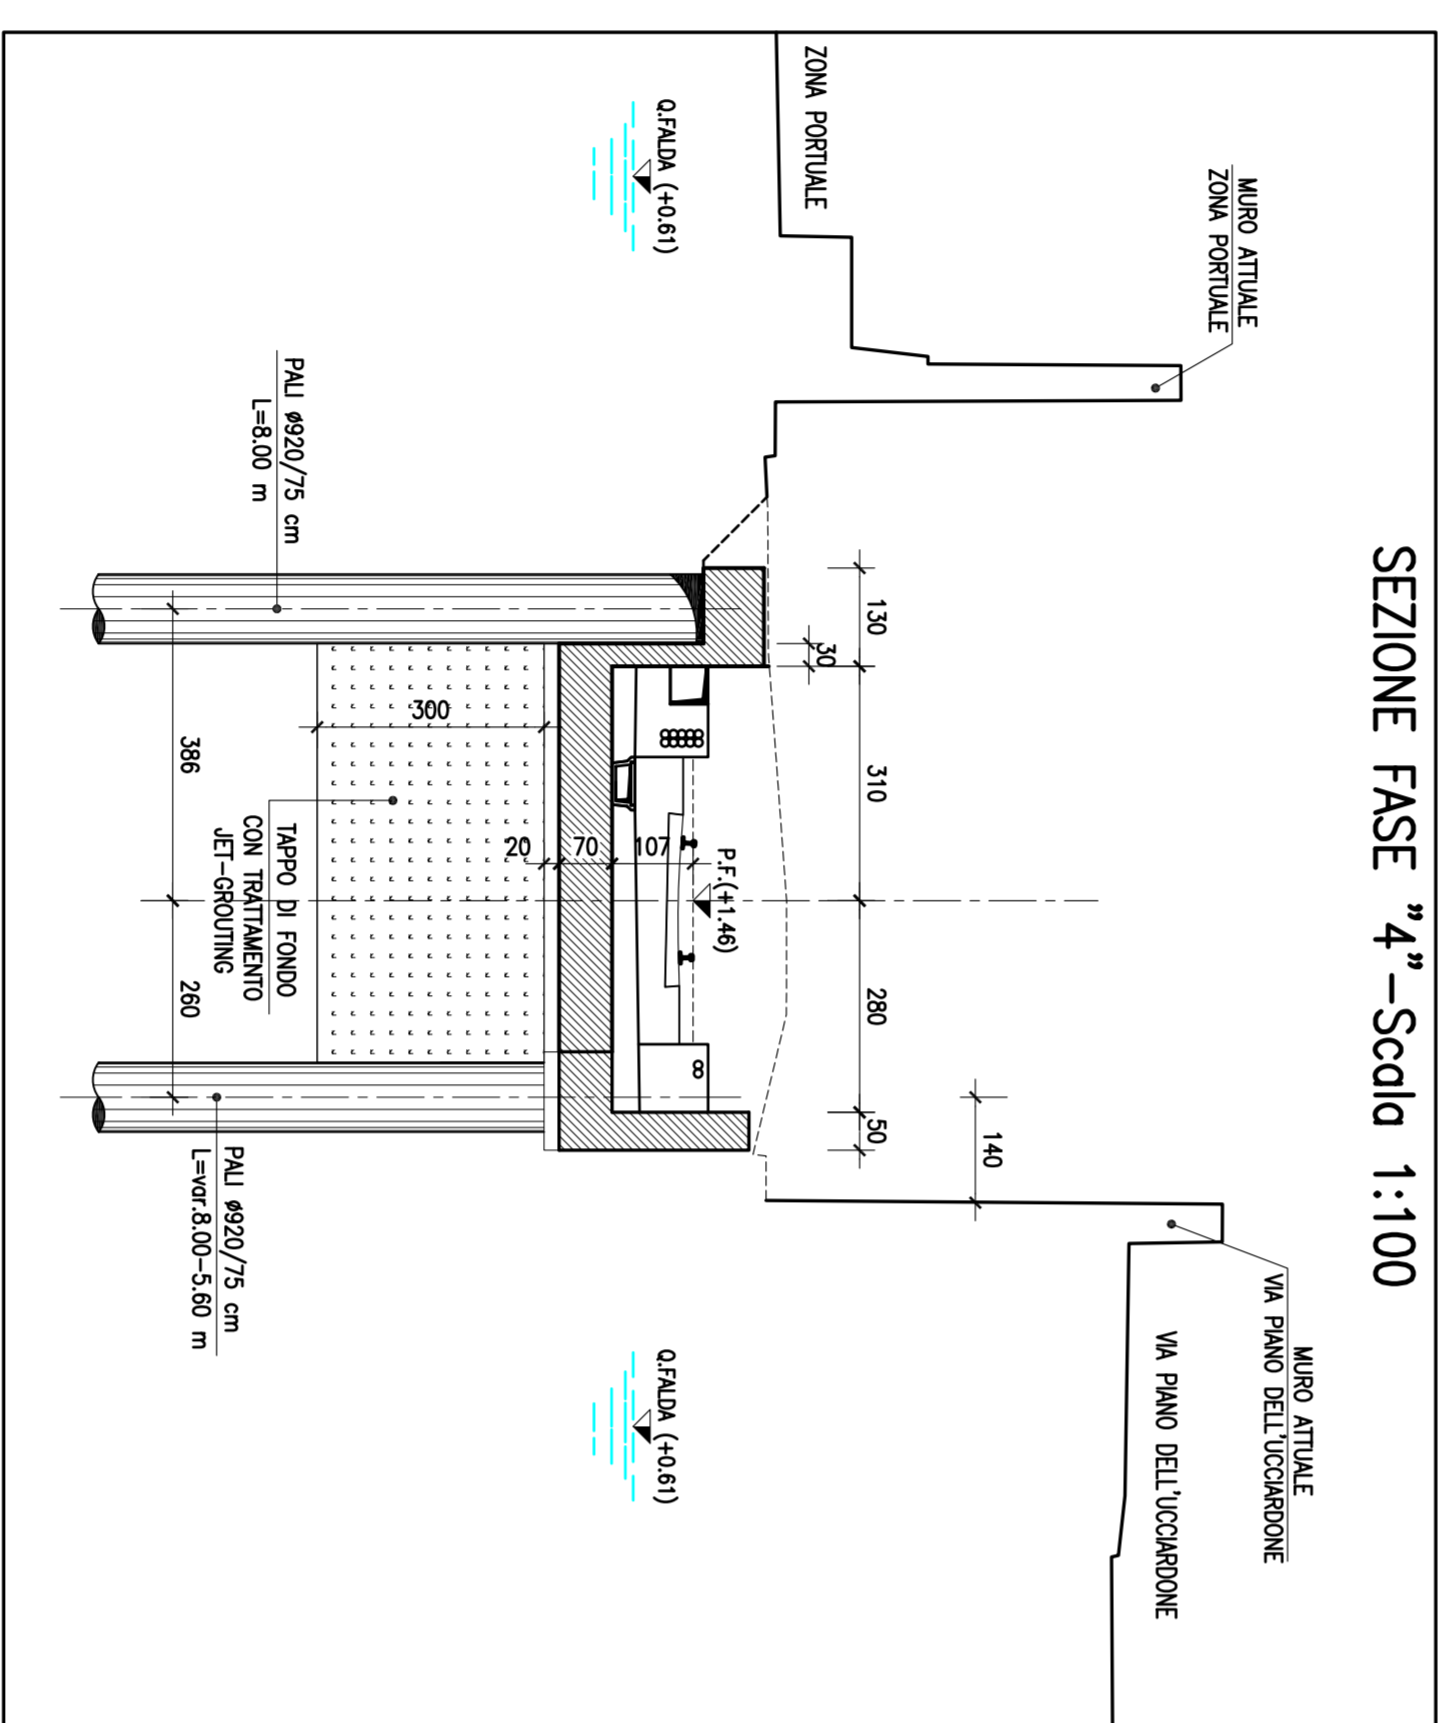 SEZIONE FASE "4"-Scala 1:100
MURO ATTUALE
ZONA PORTUALE
MURO ATTUALE
VIA PIANO DELL'UCCIARDONE
VIA PIANO DELL'UCCIARDONE
140
ZONA PORTUALE
130
310
280
50
30
P.F.(+1.46)
Q.FALDA (+0.61)
Q.FALDA (+0.61)
107
70
20
300
PALI ø920/75 cm
L=8.00 m
TAPPO DI FONDO
CON TRATTAMENTO
JET-GROUTING
PALI ø920/75 cm
L=var.8.00-5.60 m
386
260